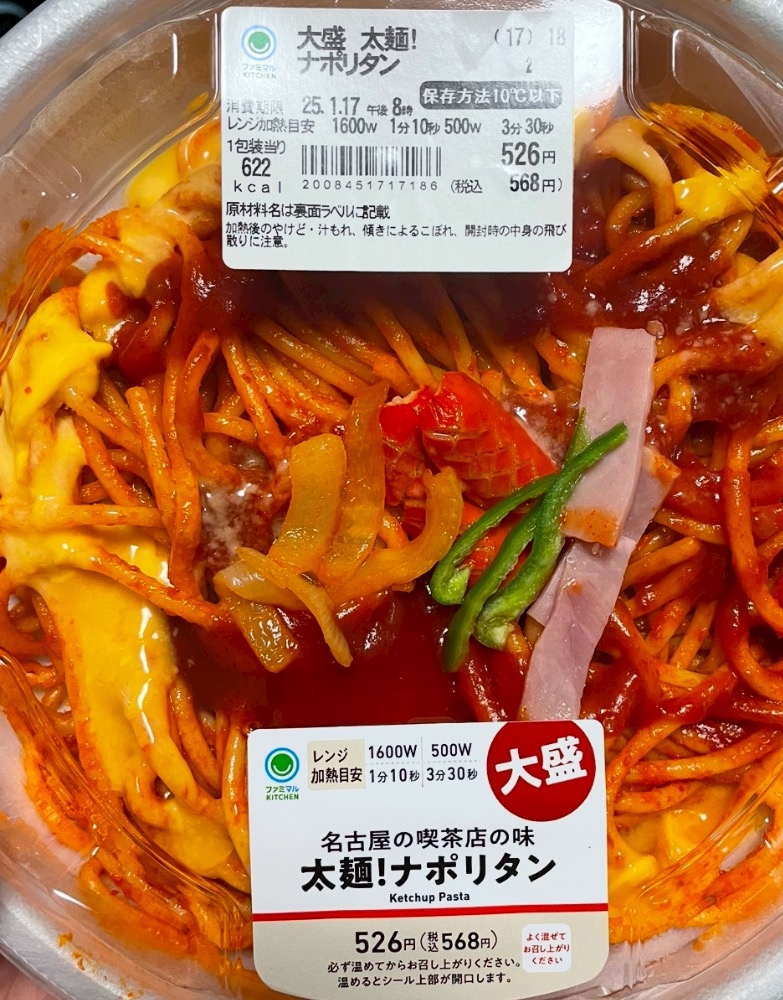 ファミマル
KITCHEN
大盛 太麺!
ナポリタン
(17) 18
2
消費期限 25.1.17 午後 8時
保存方法10℃以下
レンジ加熱目安 1600W 1分10秒 500W 3分30秒
1包装当り
622
kcal
2008451717186
526円
(税込 568円)
原材料名は裏面ラベルに記載
加熱後のやけど・汁もれ、傾きによるこぼれ、開封時の中身の飛び
散りに注意。
ファミマル
KITCHEN
レンジ
加熱目安
1600W
1分10秒
500W
3分30秒
大盛
名古屋の喫茶店の味
太麺!ナポリタン
Ketchup Pasta
526円(税込568円)
よく混ぜて
お召し上がり
ください
必ず温めてからお召し上がりください。
温めるとシール上部が開口します。